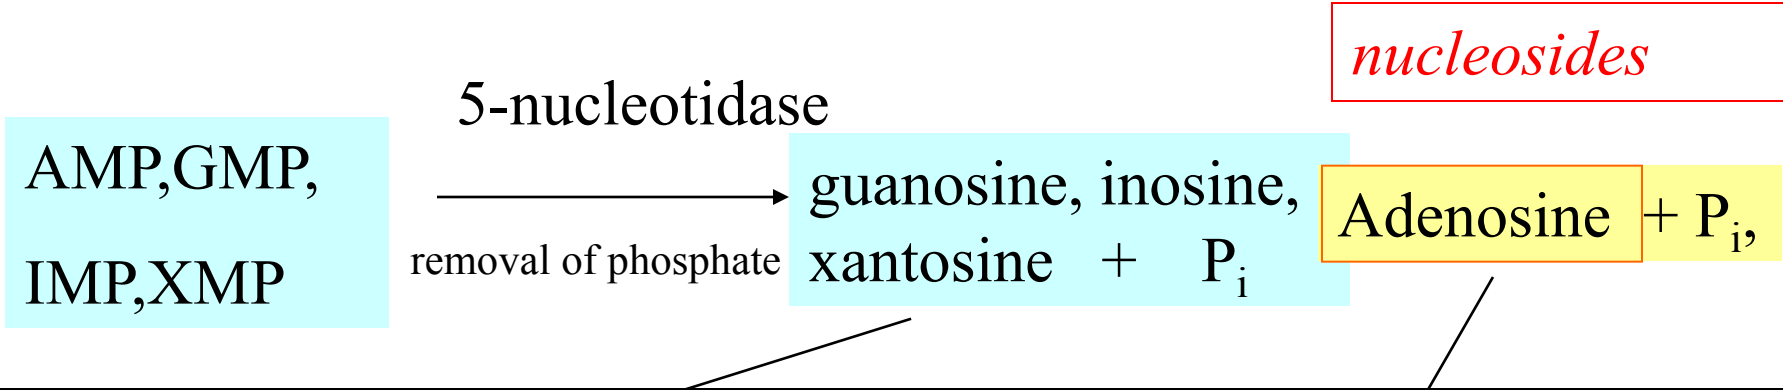 nucleosides
5-nucleotidase
AMP,GMP,
IMP,XMP
removal of phosphate
guanosine, inosine,
xantosine + Pi
Adenosine + Pi,